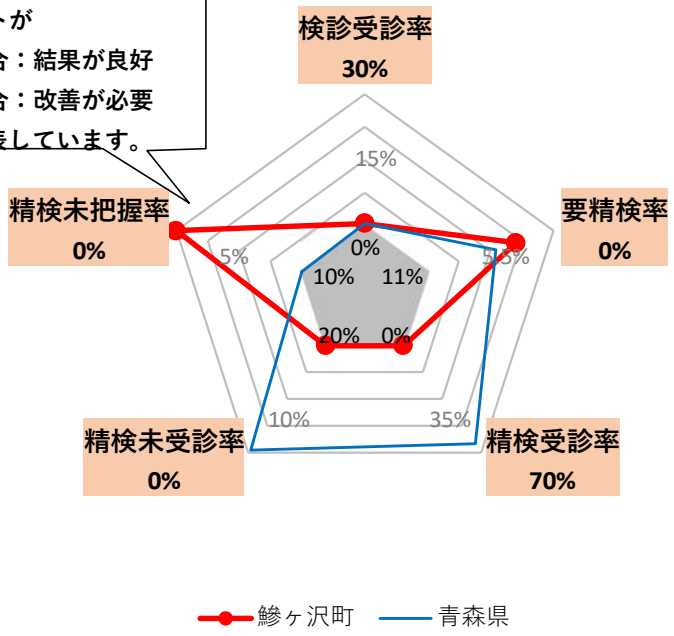 トが
合：結果が良好
合：改善が必要
表しています。
検診受診率
30%
15%
精検未把握率
0%
5%
要精検率
0%
5.5%
0%
10%
11%
20%
0%
10%
35%
精検未受診率
0%
精検受診率
70%
鰺ヶ沢町
青森県